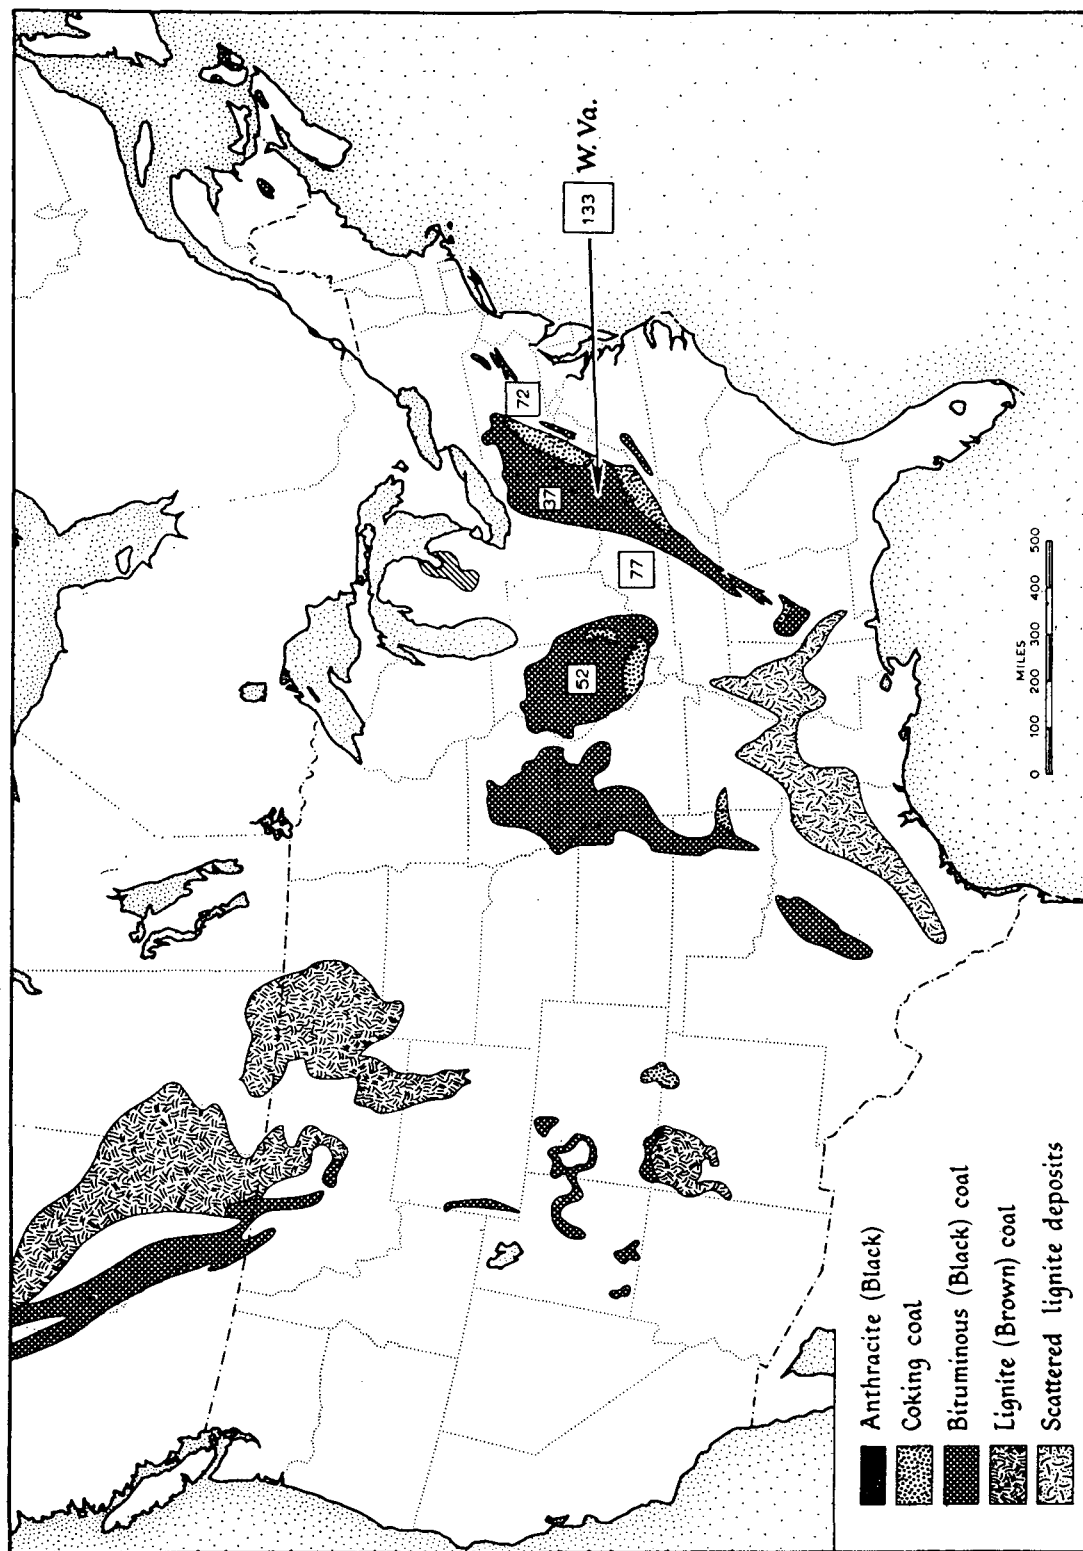 W. Va.
133
72
37
77
52
MILES
0 100 200 300 400 500
Anthracite (Black)
Coking coal
Bituminous (Black) coal
Lignite (Brown) coal
Scattered lignite deposits